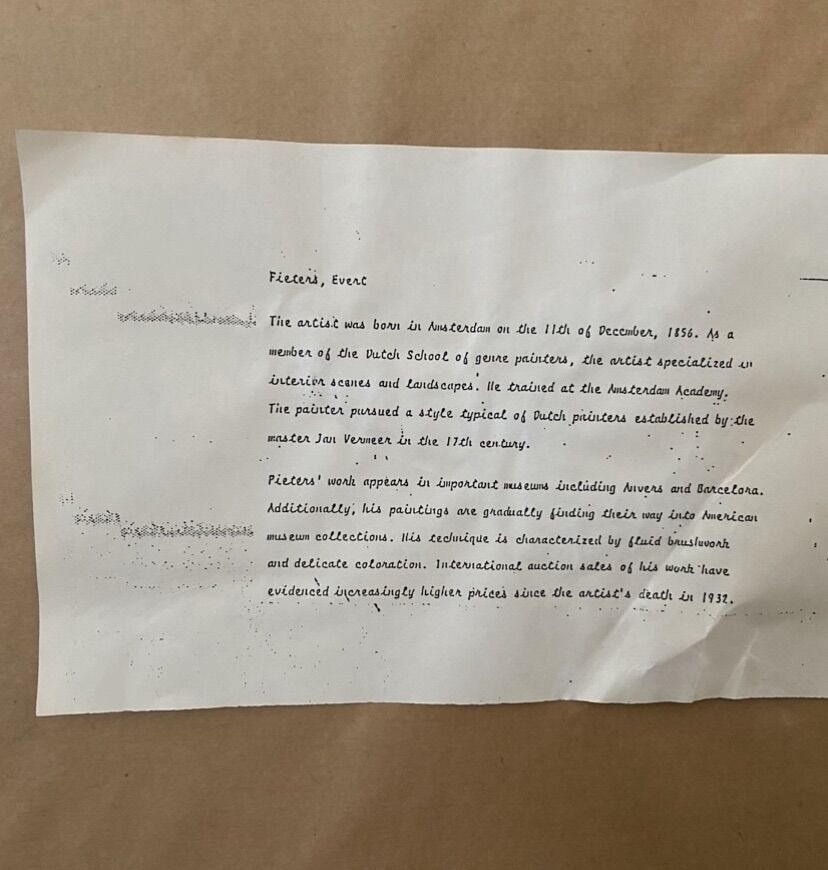 Pieters, Evert
The artist was born in Amsterdam on the 11th of December, 1856. As a
member of the Dutch School of genre painters, the artist specialized in
interior scenes and landscapes. He trained at the Amsterdam Academy.
The painter pursued a style typical of Dutch painters established by the
master Jan Vermeer in the 17th century.
Pieters' work appears in important museums including Anvers and Barcelona.
Additionally, his paintings are gradually finding their way into American
museum collections. His technique is characterized by fluid brushwork
and delicate coloration. International auction sales of his work have
evidenced increasingly higher prices since the artist's death in 1932.